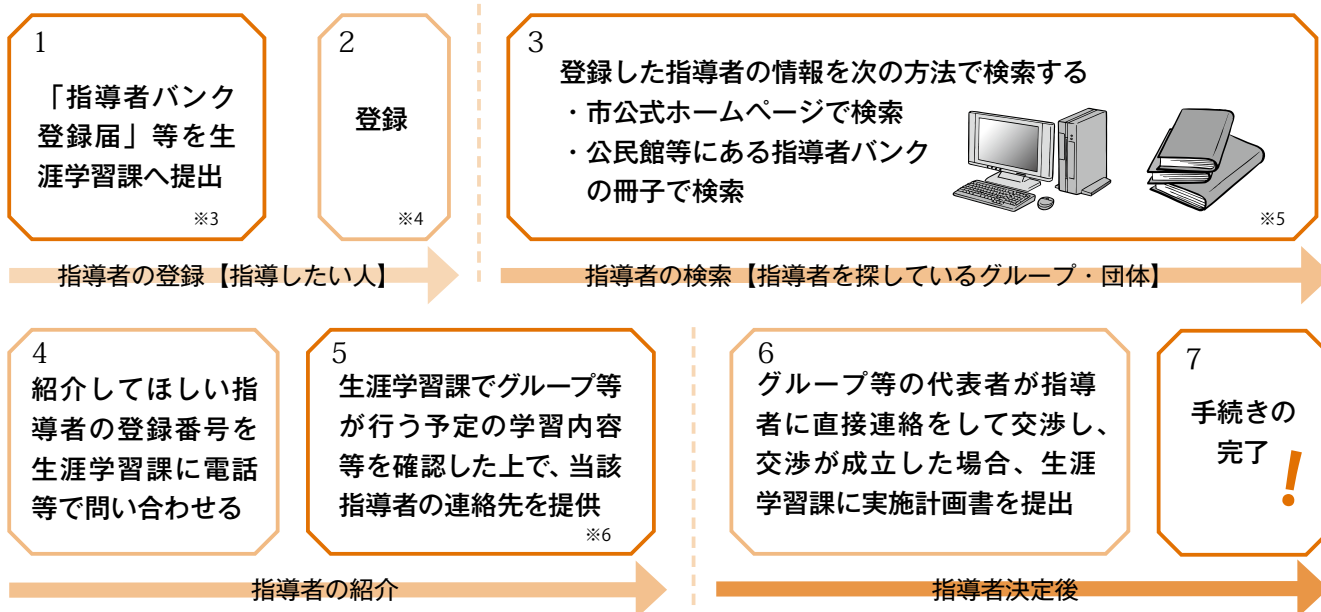 1
「指導者バンク
登録届」等を生
涯学習課へ提出
※3
2
登録
※4
3
登録した指導者の情報を次の方法で検索する
・市公式ホームページで検索
・公民館等にある指導者バンク
の冊子で検索
※5
指導者の登録【指導したい人】
指導者の検索【指導者を探しているグループ・団体】
4
紹介してほしい指
導者の登録番号を
生涯学習課に電話
等で問い合わせる
5
生涯学習課でグループ等
が行う予定の学習内容
等を確認した上で、当該
指導者の連絡先を提供
※6
6
グループ等の代表者が指導
者に直接連絡をして交渉し、
交渉が成立した場合、生涯
学習課に実施計画書を提出
7
手続きの
完了
!
指導者の紹介
指導者決定後